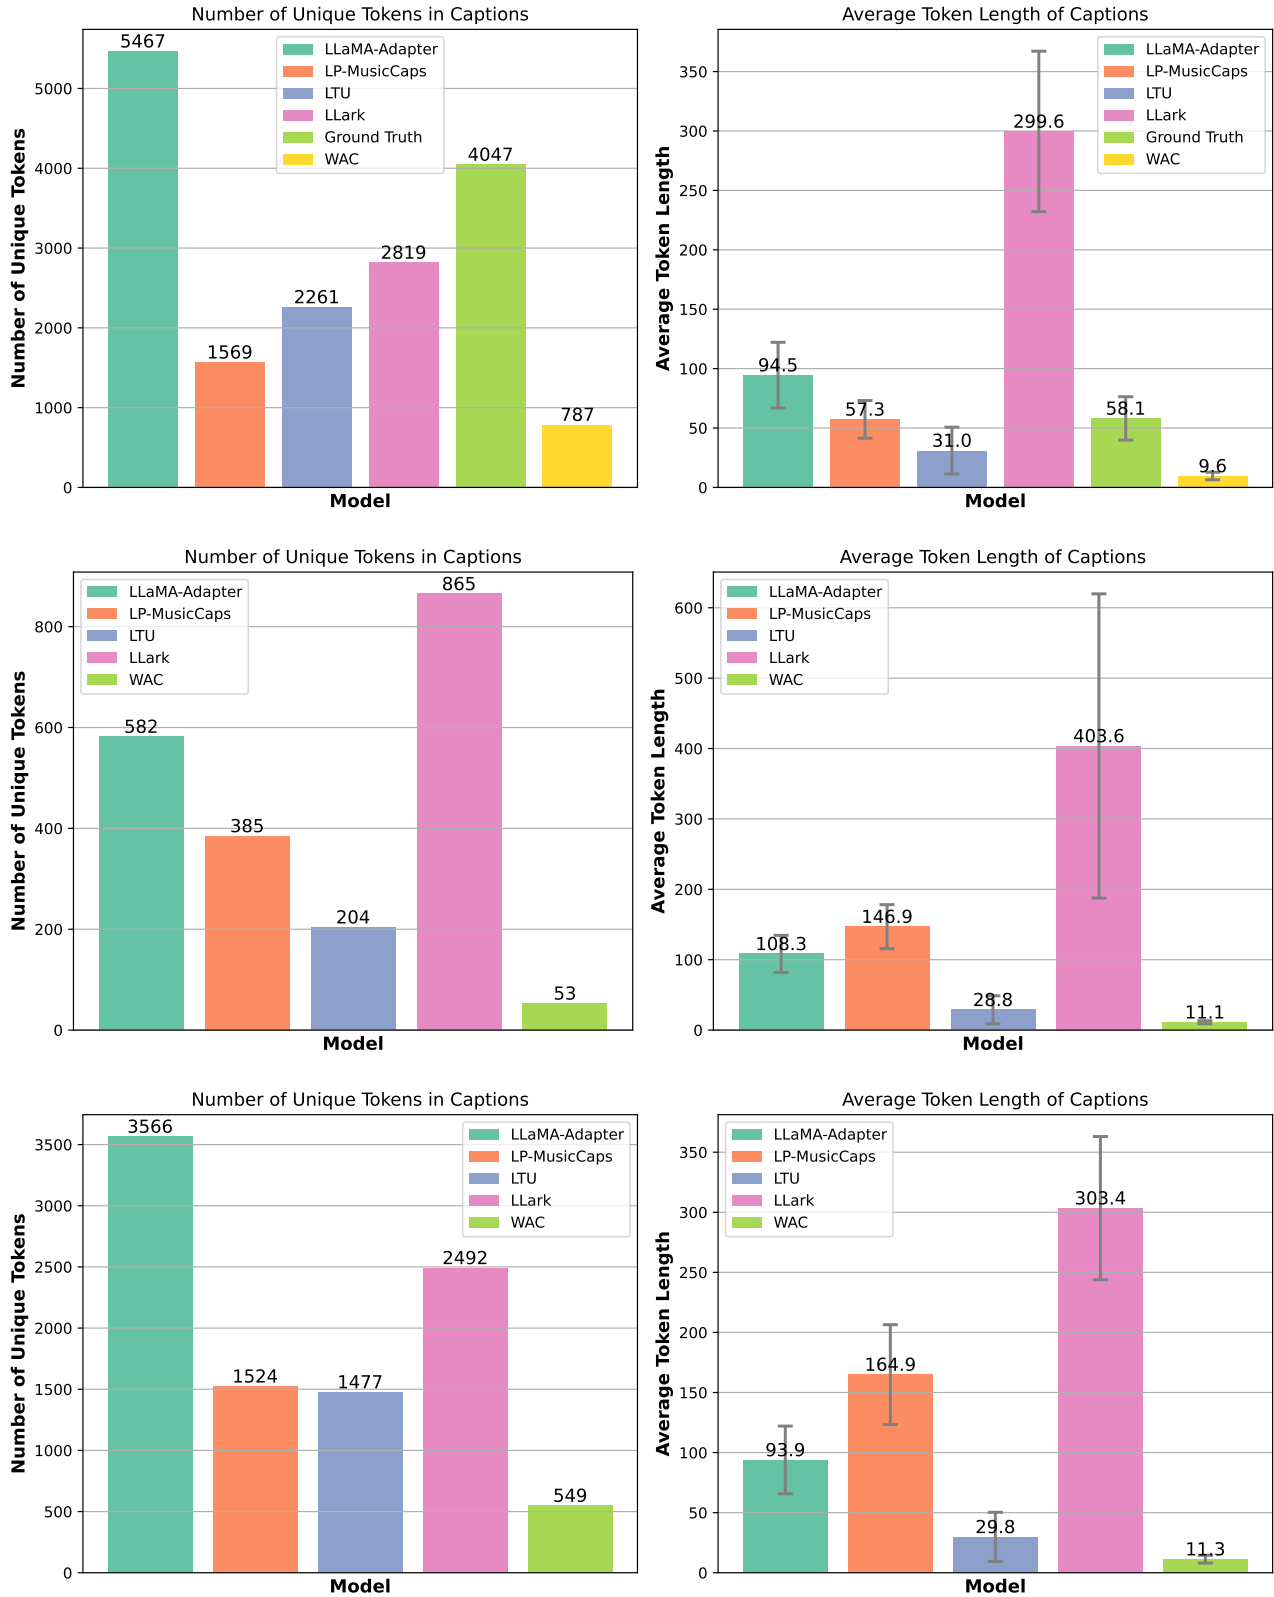 Number of Unique Tokens in Captions
Number of Unique Tokens
5000
4000
3000
2000
1000
0
5467
1569
2261
2819
4047
787
LLaMA-Adapter
LP-MusicCaps
LTU
LLark
Ground Truth
WAC
Model
Average Token Length of Captions
Average Token Length
350
300
250
200
150
100
50
0
94.5
57.3
31.0
299.6
58.1
9.6
LLaMA-Adapter
LP-MusicCaps
LTU
LLark
Ground Truth
WAC
Model
Number of Unique Tokens in Captions
Number of Unique Tokens
800
600
400
200
0
582
385
204
865
53
LLaMA-Adapter
LP-MusicCaps
LTU
LLark
WAC
Model
Average Token Length of Captions
Average Token Length
600
500
400
300
200
100
0
108.3
146.9
28.8
403.6
11.1
LLaMA-Adapter
LP-MusicCaps
LTU
LLark
WAC
Model
Number of Unique Tokens in Captions
Number of Unique Tokens
3500
3000
2500
2000
1500
1000
500
0
3566
1524
1477
2492
549
LLaMA-Adapter
LP-MusicCaps
LTU
LLark
WAC
Model
Average Token Length of Captions
Average Token Length
350
300
250
200
150
100
50
0
93.9
164.9
29.8
303.4
11.3
LLaMA-Adapter
LP-MusicCaps
LTU
LLark
WAC
Model